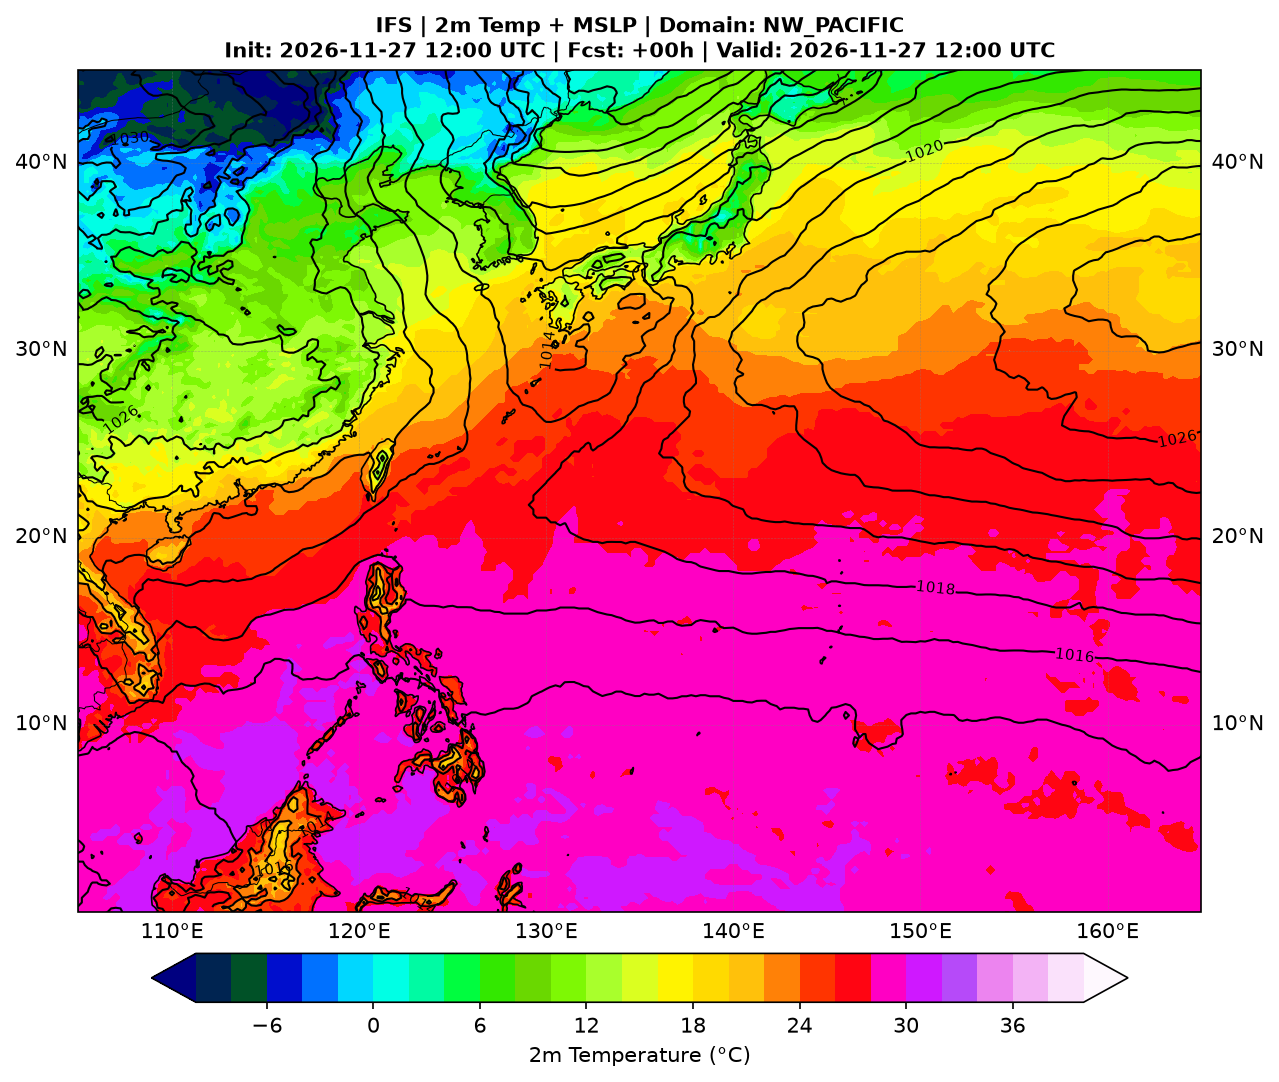 IFS | 2m Temp + MSLP | Domain: NW_PACIFIC
Init: 2026-11-27 12:00 UTC | Fcst: +00h | Valid: 2026-11-27 12:00 UTC
1030
1020
40°N
40°N
1014
30°N
30°N
1026
1026
20°N
20°N
1018
1016
10°N
10°N
1014
1016
110°E 120°E 130°E 140°E 150°E 160°E
−6 0 6 12 18 24 30 36
2m Temperature (°C)